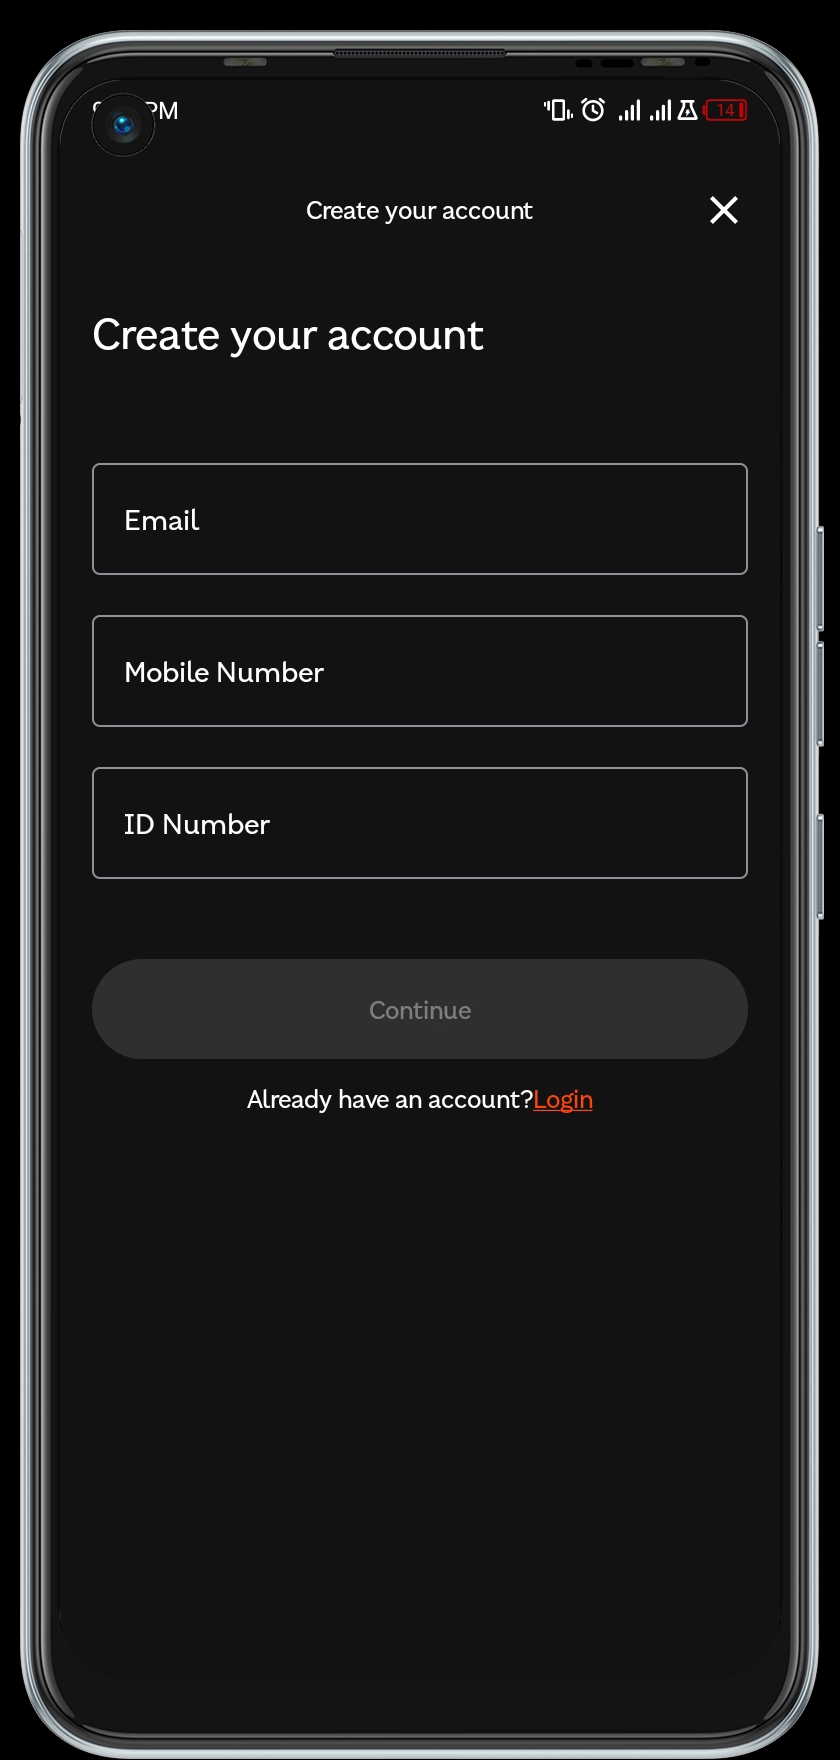 PM
14
Create your account
Create your account
Email
Mobile Number
ID Number
Continue
Already have an account?Login